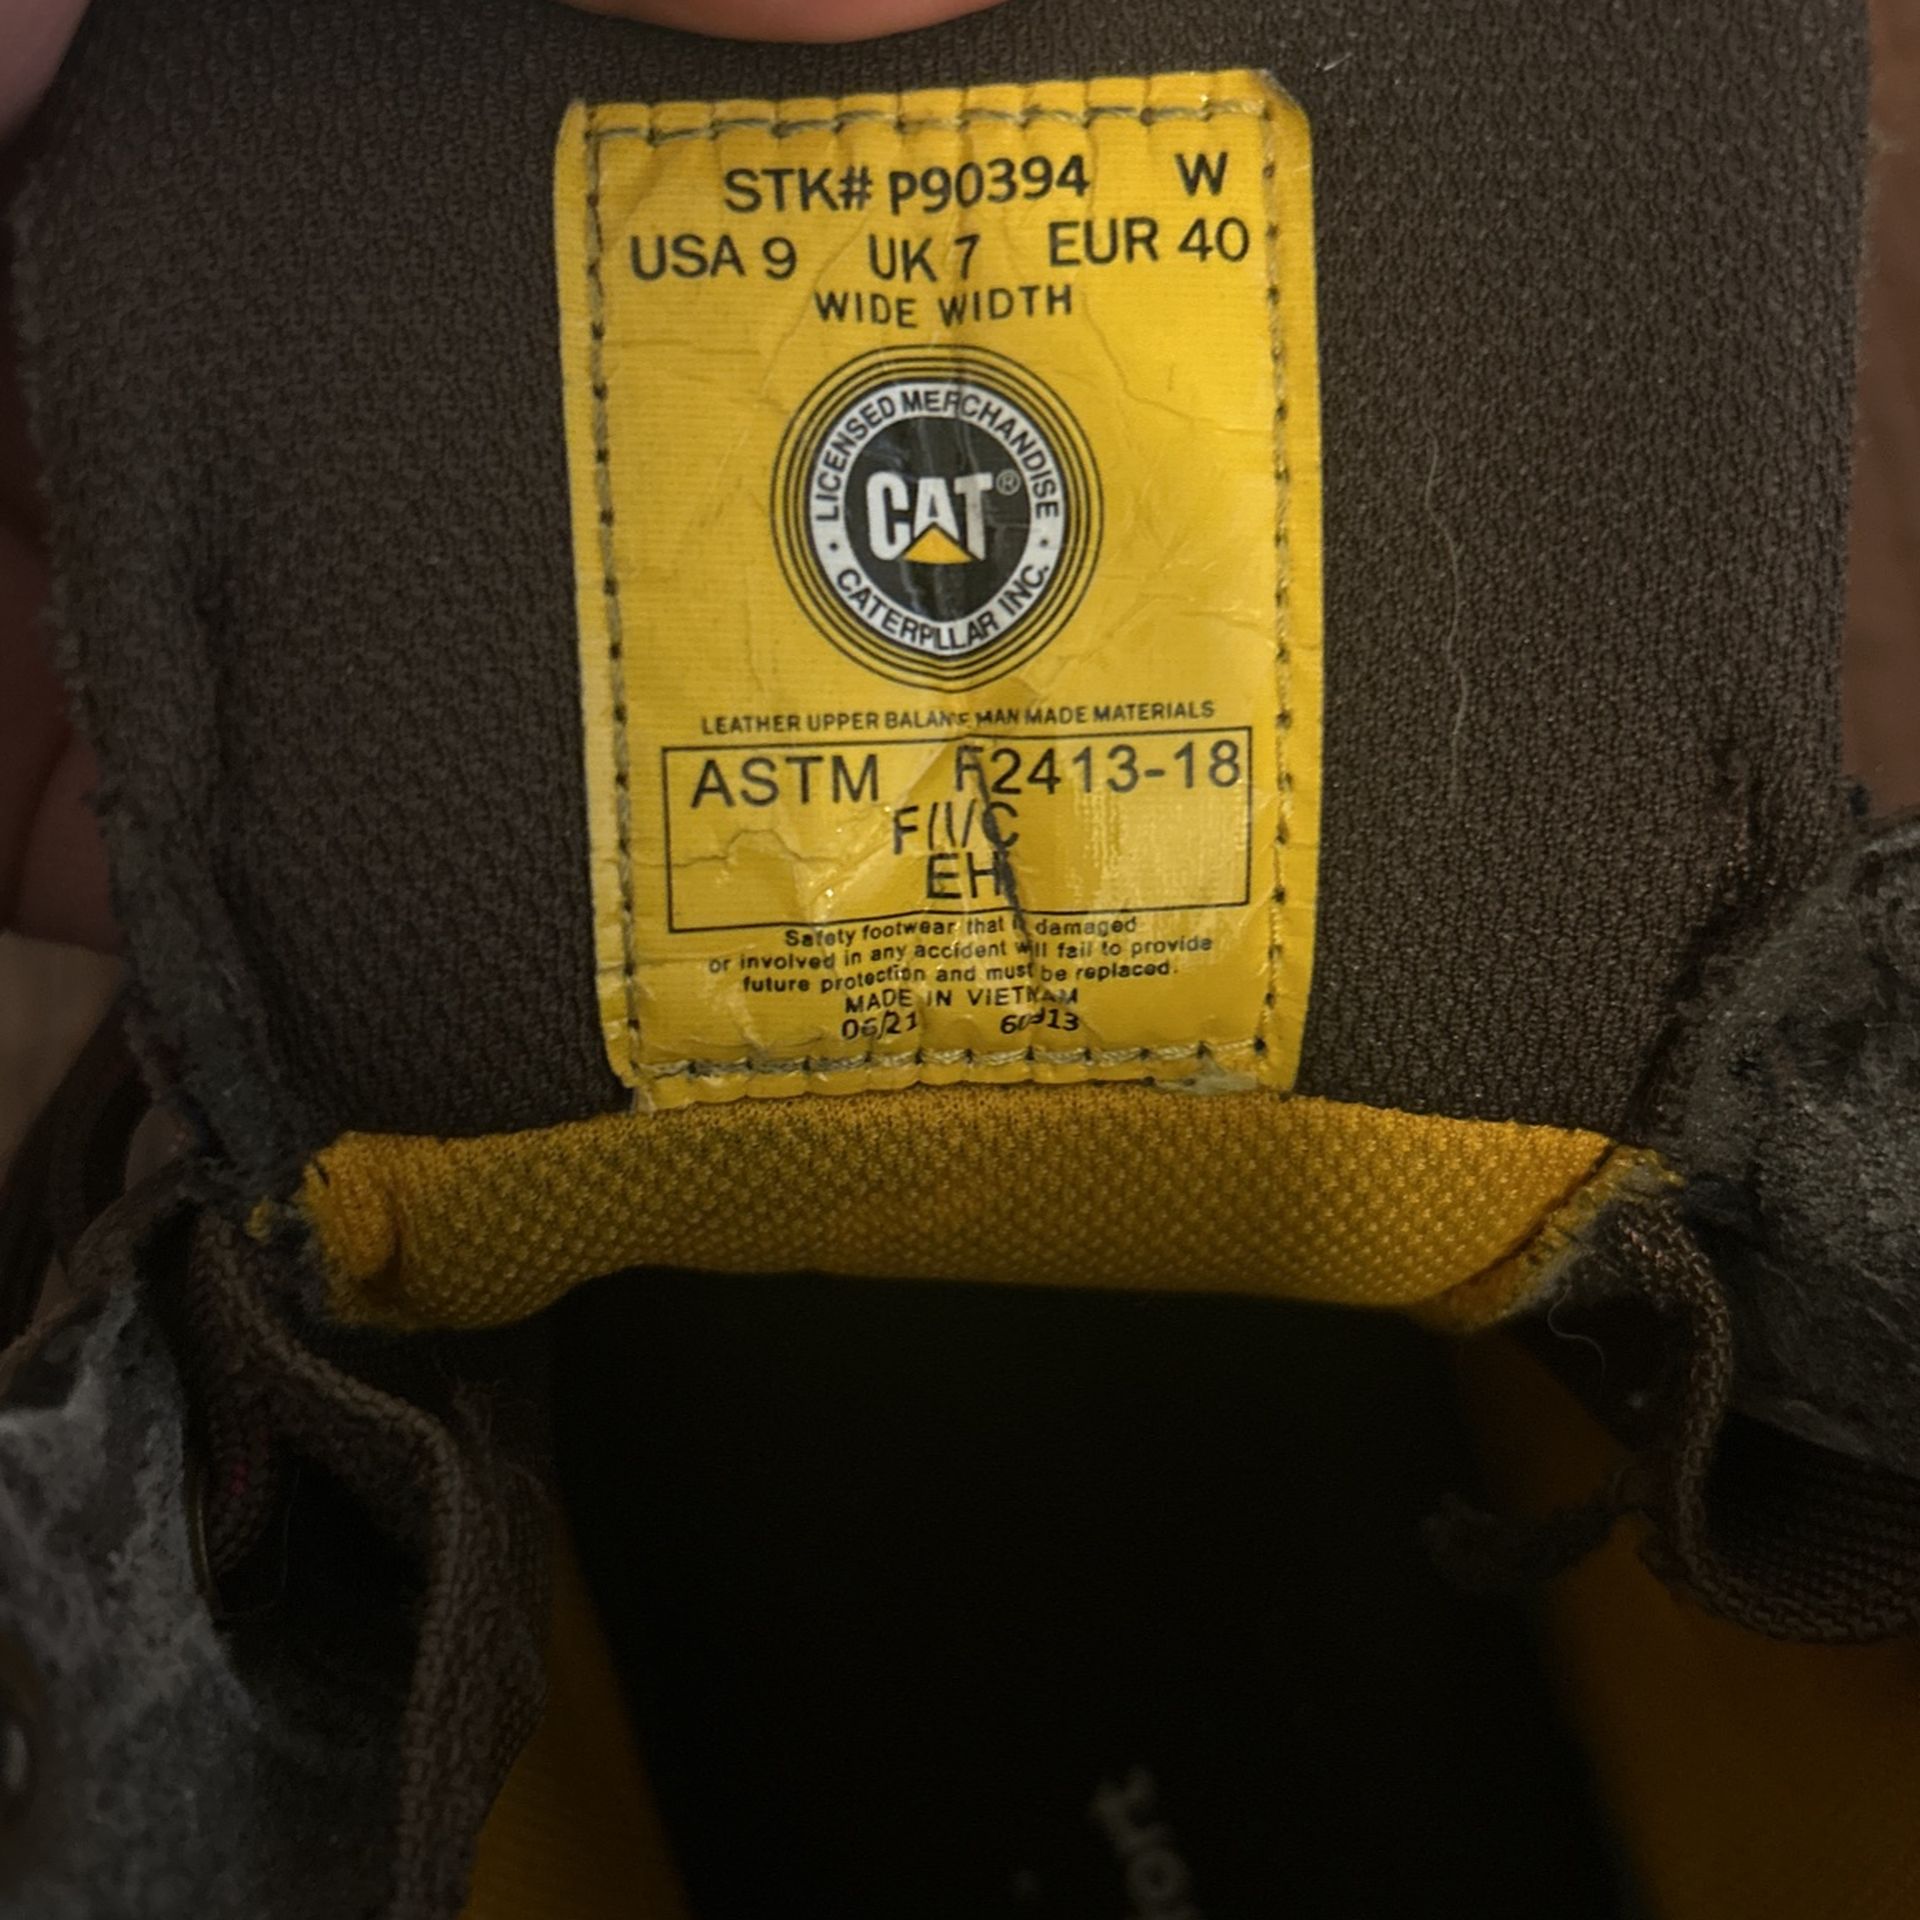 STK# P90394 W
USA 9 UK 7 EUR 40
WIDE WIDTH
LICENSED MERCHANDISE
CAT®
CATERPILLAR INC.
LEATHER UPPER BALANCE MAN MADE MATERIALS
ASTM F2413-18
F/I/C
EH
Safety footwear that is damaged
or involved in any accident will fail to provide
future protection and must be replaced.
MADE IN VIETNAM
06/21